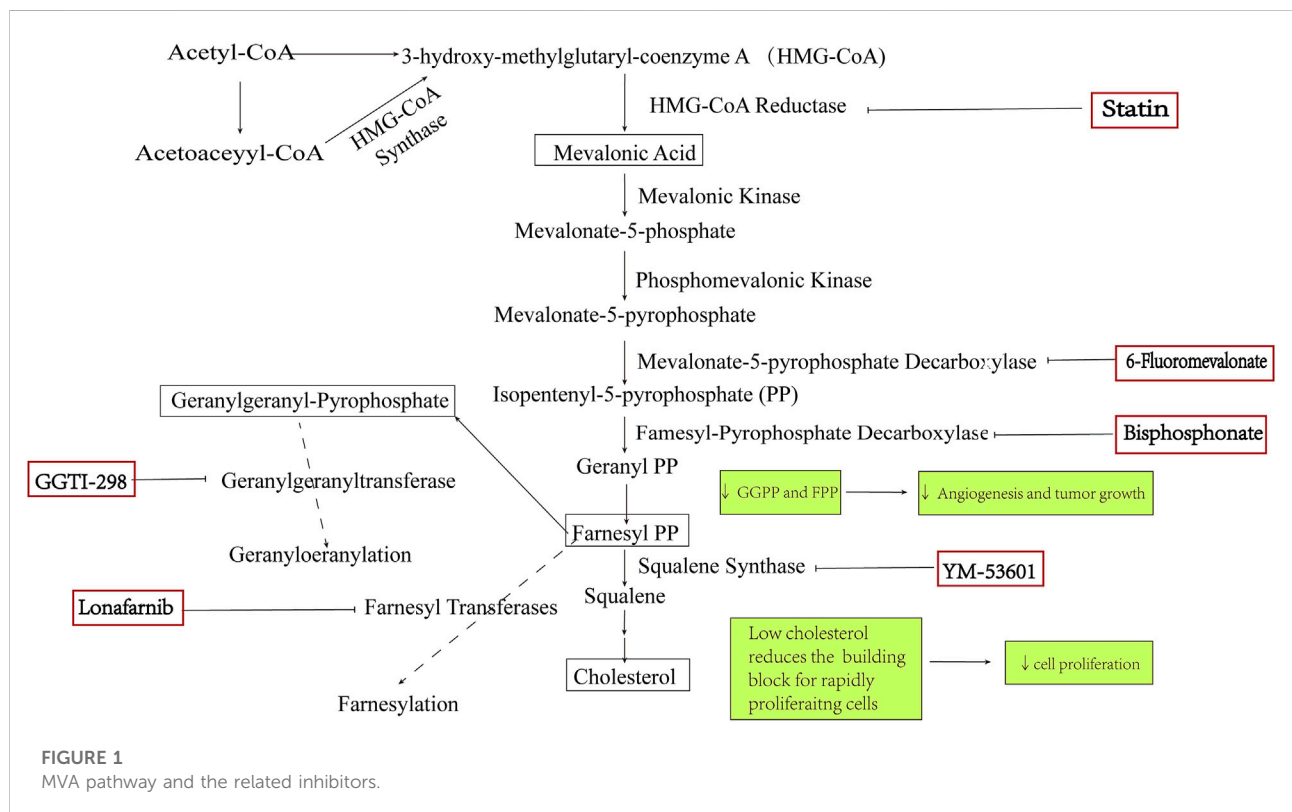 Acetyl-CoA
3-hydroxy-methylglutaryl-coenzyme A (HMG-CoA)
HMG-CoA
Synthase
Acetoaceyyl-CoA
HMG-CoA Reductase
Statin
Mevalonic Acid
Mevalonic Kinase
Mevalonate-5-phosphate
Phosphomevalonic Kinase
Mevalonate-5-pyrophosphate
Mevalonate-5-pyrophosphate Decarboxylase
6-Fluoromevalonate
Isopentenyl-5-pyrophosphate (PP)
Geranylgeranyl-Pyrophosphate
Famesyl-Pyrophosphate Decarboxylase
Bisphosphonate
Geranyl PP
GGTI-298
Geranylgeranyltransferase
↓ GGPP and FPP
↓ Angiogenesis and tumor growth
Farnesyl PP
Geranyloeranylation
Squalene Synthase
YM-53601
Squalene
Lonafarnib
Farnesyl Transferases
Low cholesterol
reduces the building
block for rapidly
proliferaitng cells
↓ cell proliferation
Cholesterol
Farnesylation
FIGURE 1
MVA pathway and the related inhibitors.